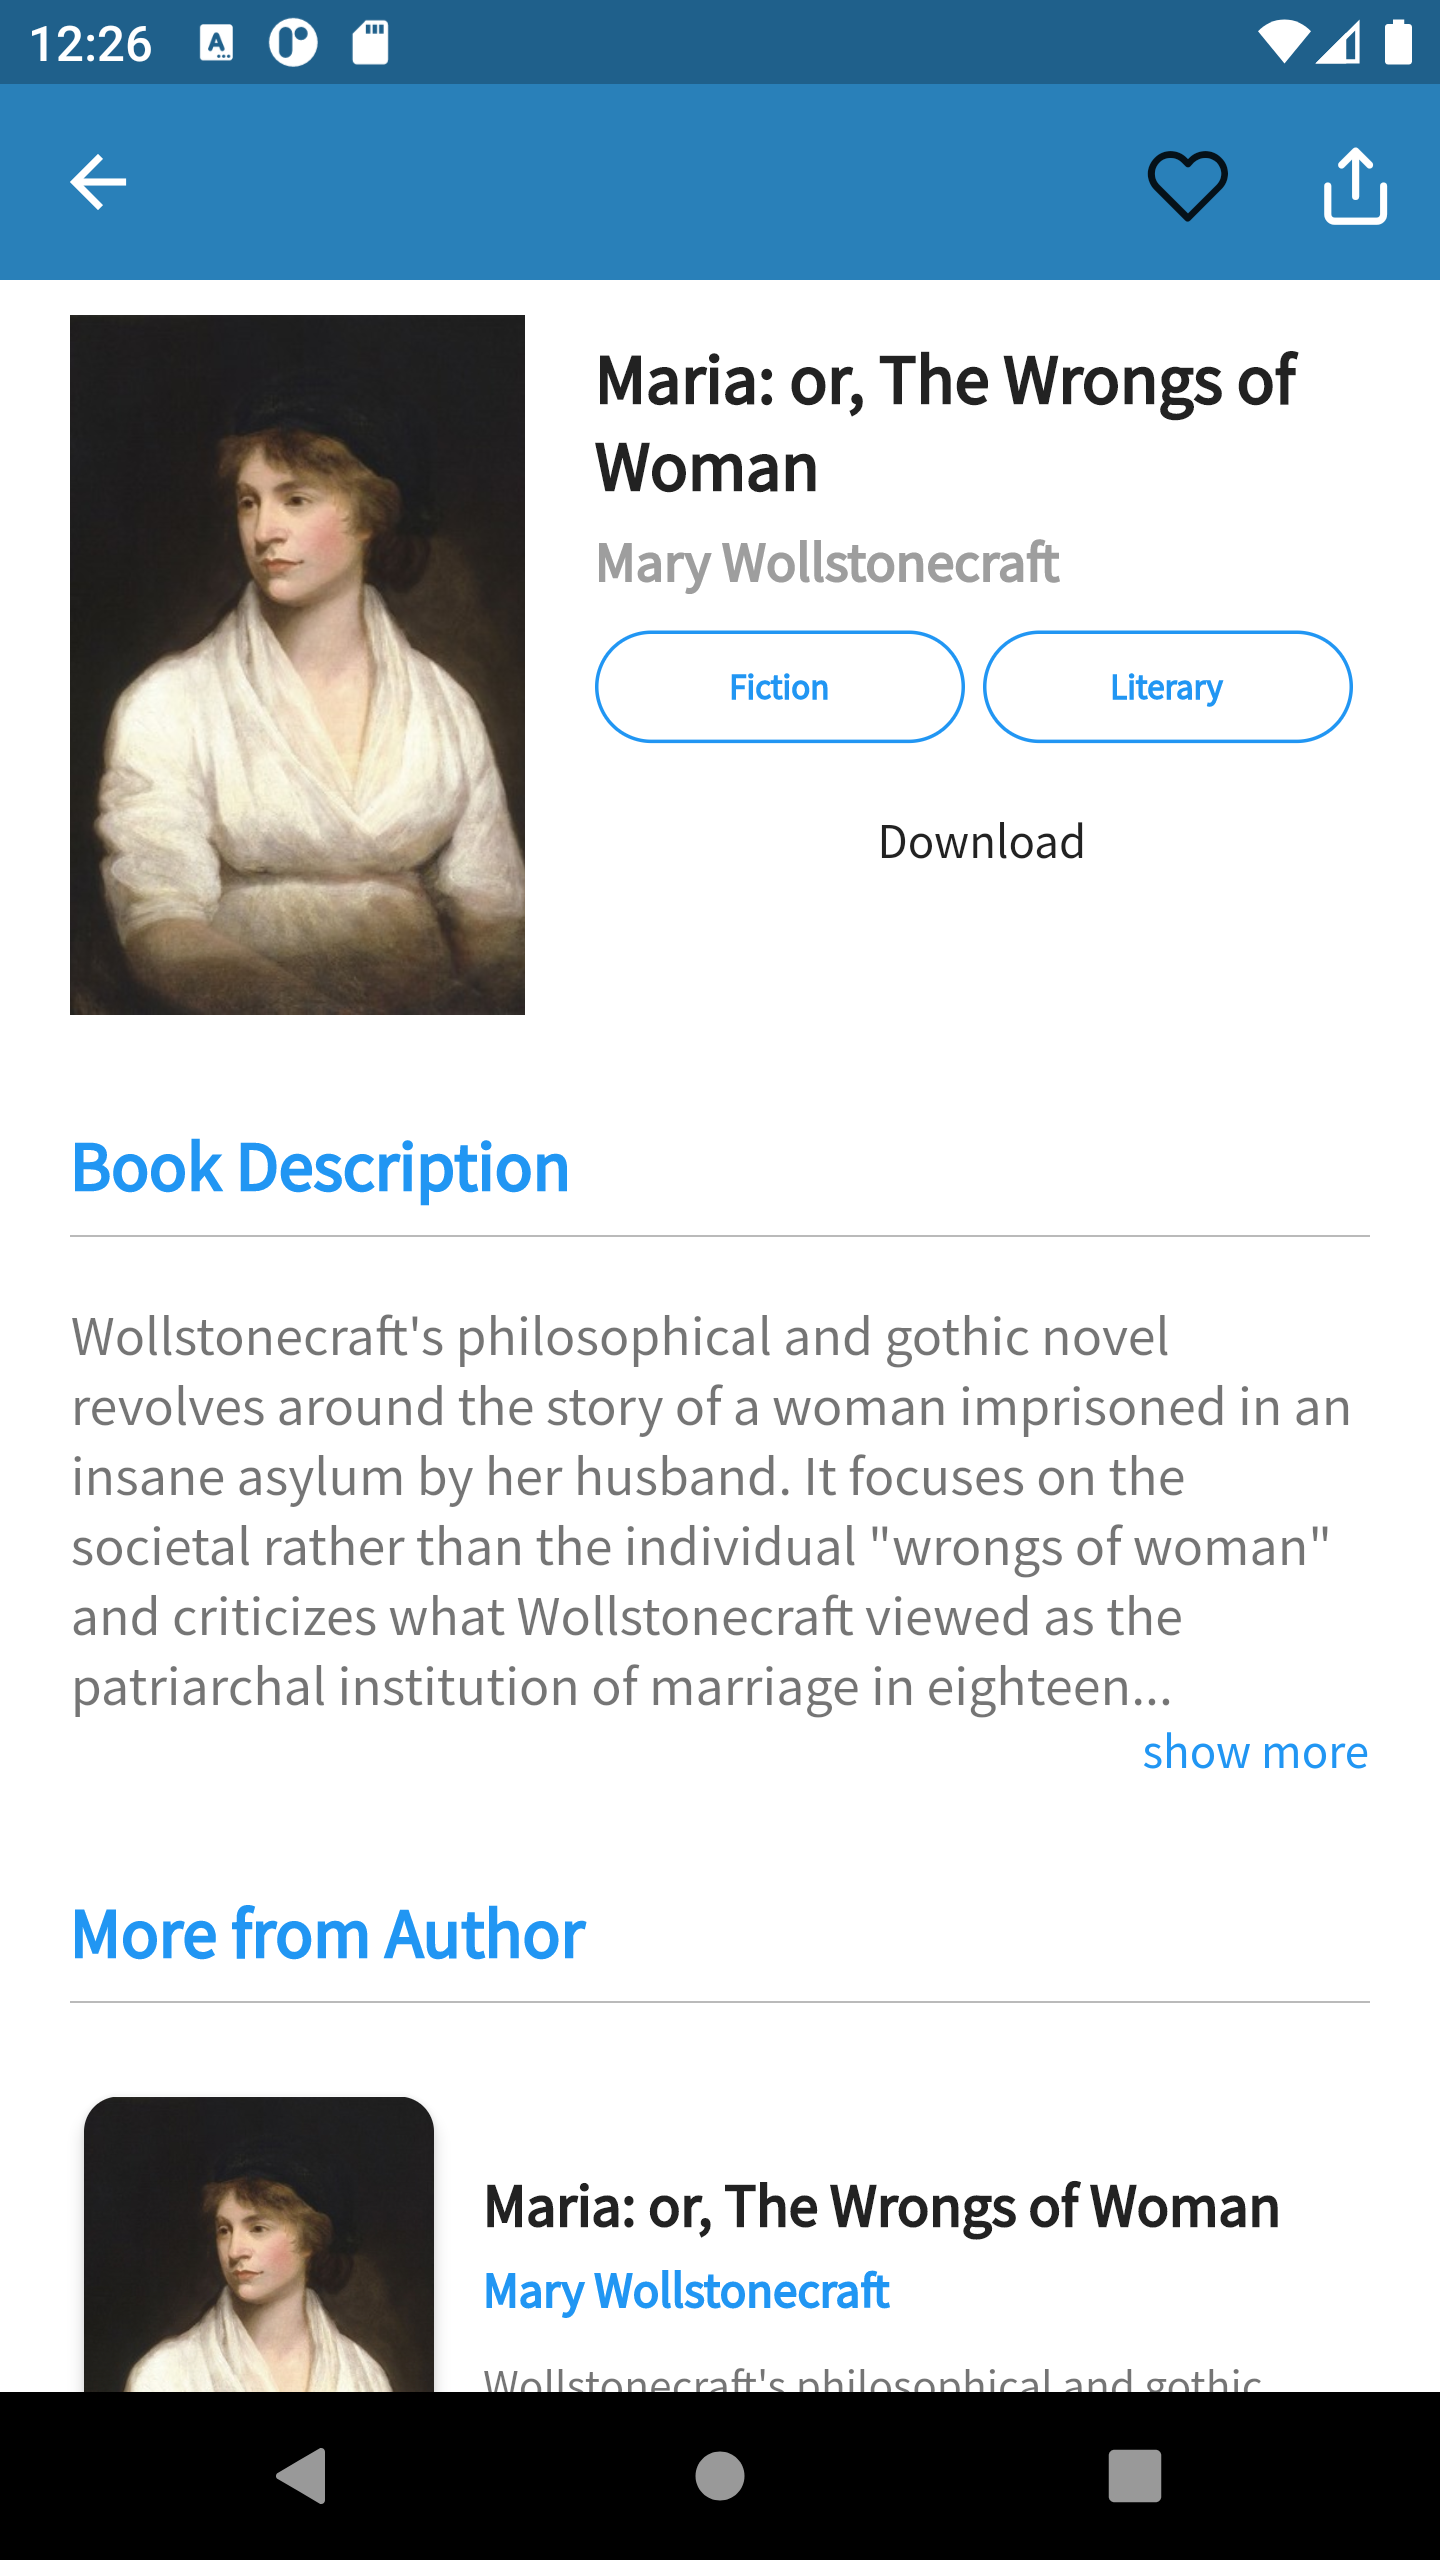 12:26
Maria: or, The Wrongs of
Woman
Mary Wollstonecraft
Fiction
Literary
Download
Book Description
Wollstonecraft's philosophical and gothic novel
revolves around the story of a woman imprisoned in an
insane asylum by her husband. It focuses on the
societal rather than the individual "wrongs of woman"
and criticizes what Wollstonecraft viewed as the
patriarchal institution of marriage in eighteen...
show more
More from Author
Maria: or, The Wrongs of Woman
Mary Wollstonecraft
Wollstonecraft's philosophical and gothic